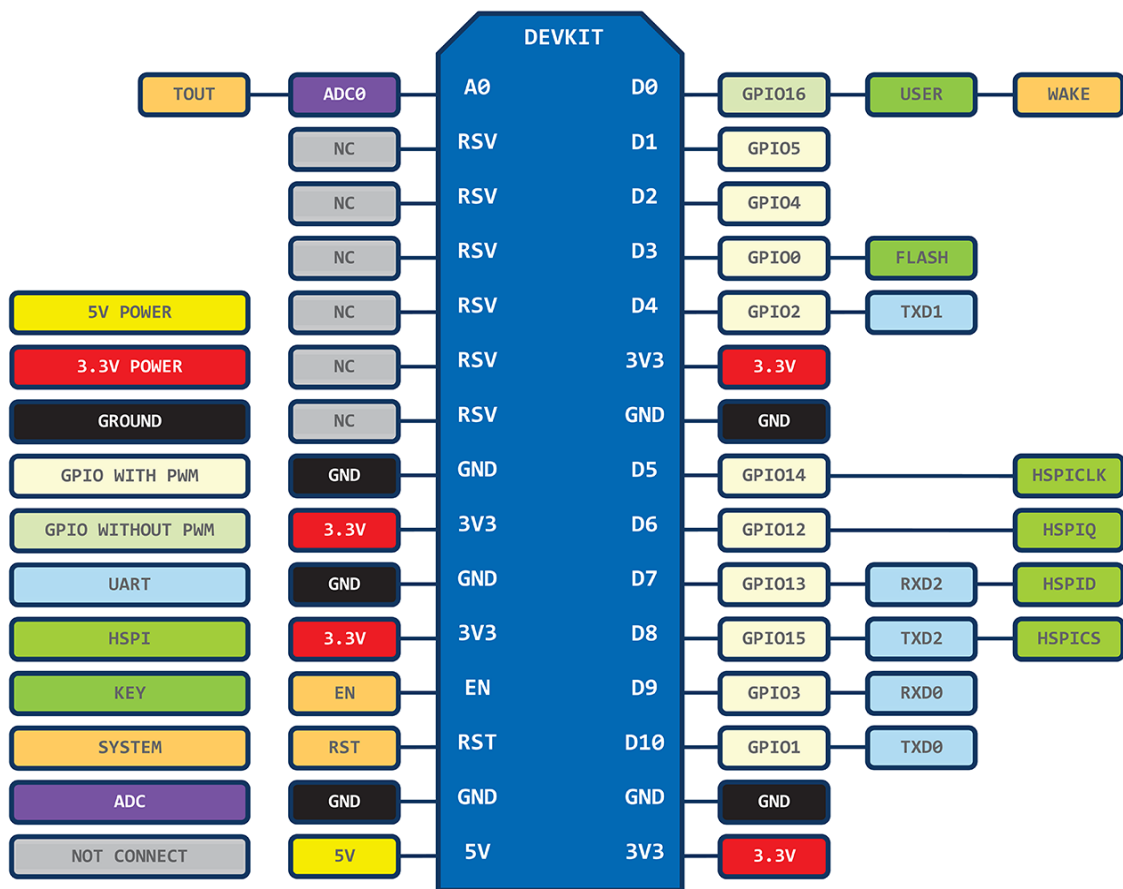 DEVKIT
TOUT ADC0 A0 D0 GPIO16 USER WAKE
NC RSV D1 GPIO5
NC RSV D2 GPIO4
NC RSV D3 GPIO0 FLASH
5V POWER NC RSV D4 GPIO2 TXD1
3.3V POWER NC RSV 3V3 3.3V
GROUND NC RSV GND GND
GPIO WITH PWM GND GND D5 GPIO14 HSPICLK
GPIO WITHOUT PWM 3.3V 3V3 D6 GPIO12 HSPIQ
UART GND GND D7 GPIO13 RXD2 HSPID
HSPI 3.3V 3V3 D8 GPIO15 TXD2 HSPICS
KEY EN EN D9 GPIO3 RXD0
SYSTEM RST RST D10 GPIO1 TXD0
ADC GND GND GND GND
NOT CONNECT 5V 5V 3V3 3.3V